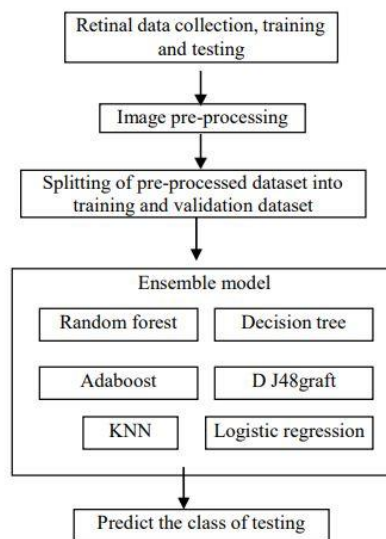 Retinal data collection, training
and testing
Image pre-processing
Splitting of pre-processed dataset into
training and validation dataset
Ensemble model
Random forest
Decision tree
Adaboost
D J48graft
KNN
Logistic regression
Predict the class of testing